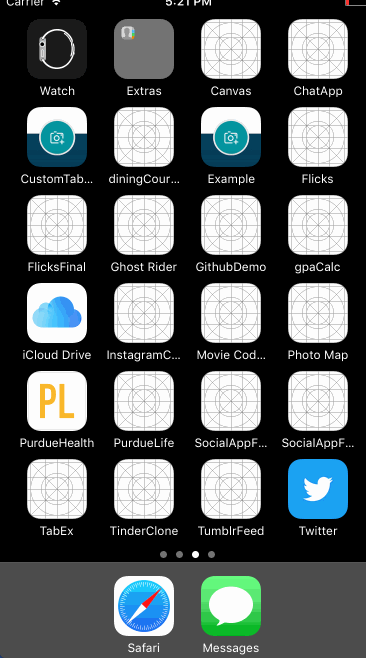 Carrier 5:21 PM
Watch Extras Canvas ChatApp
CustomTab... diningCour... Example Flicks
FlicksFinal Ghost Rider GithubDemo gpaCalc
iCloud Drive InstagramC... Movie Cod... Photo Map
PL
PurdueHealth PurdueLife SocialAppF... SocialAppF...
TabEx TinderClone TumblrFeed Twitter
Safari Messages